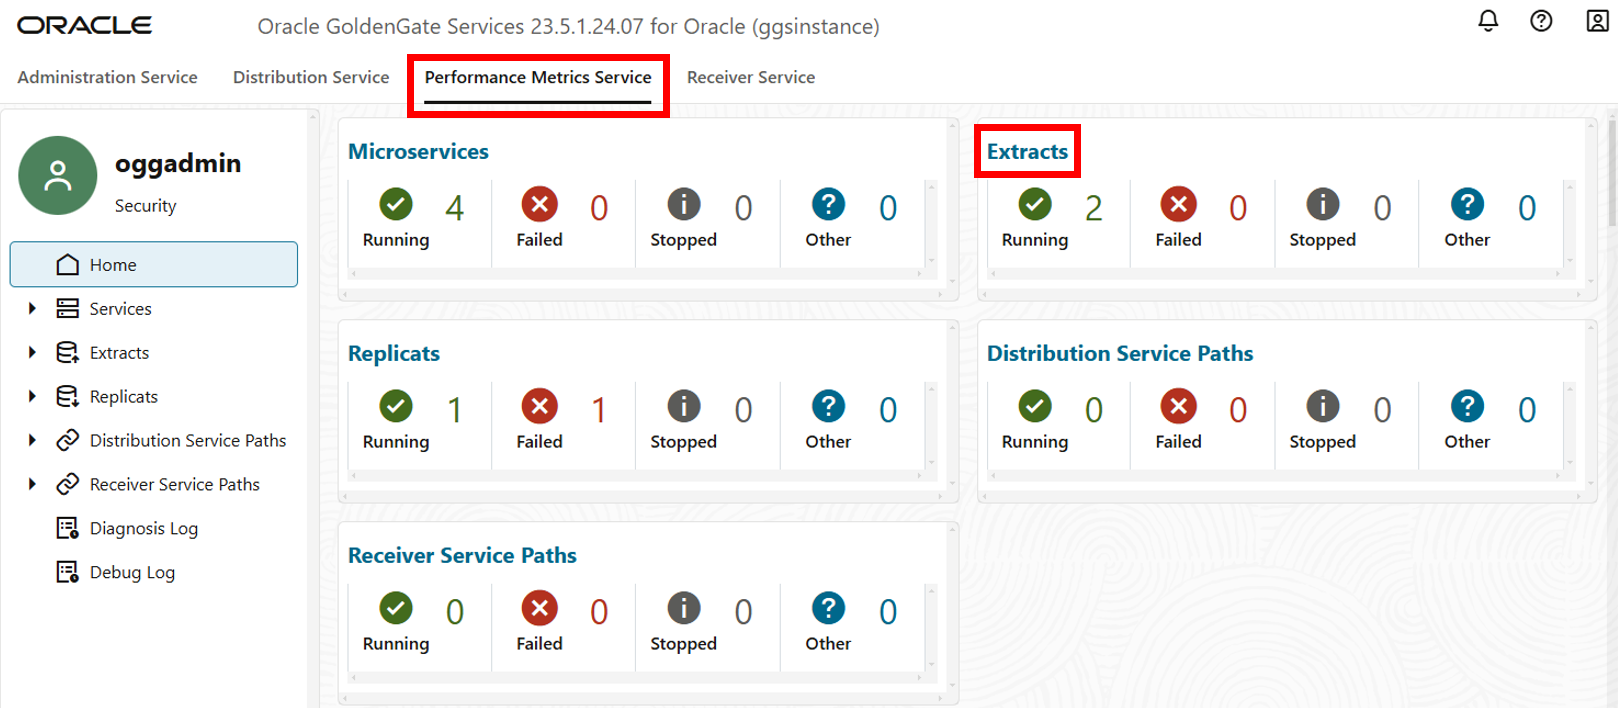 ORACLE
Oracle GoldenGate Services 23.5.1.24.07 for Oracle (ggsinstance)
Administration Service
Distribution Service
Performance Metrics Service
Receiver Service
oggadmin
Security
Home
Services
Extracts
Replicats
Distribution Service Paths
Receiver Service Paths
Diagnosis Log
Debug Log
Microservices
4 0 0 0
Running Failed Stopped Other
Extracts
2 0 0 0
Running Failed Stopped Other
Replicats
1 1 0 0
Running Failed Stopped Other
Distribution Service Paths
0 0 0 0
Running Failed Stopped Other
Receiver Service Paths
0 0 0 0
Running Failed Stopped Other